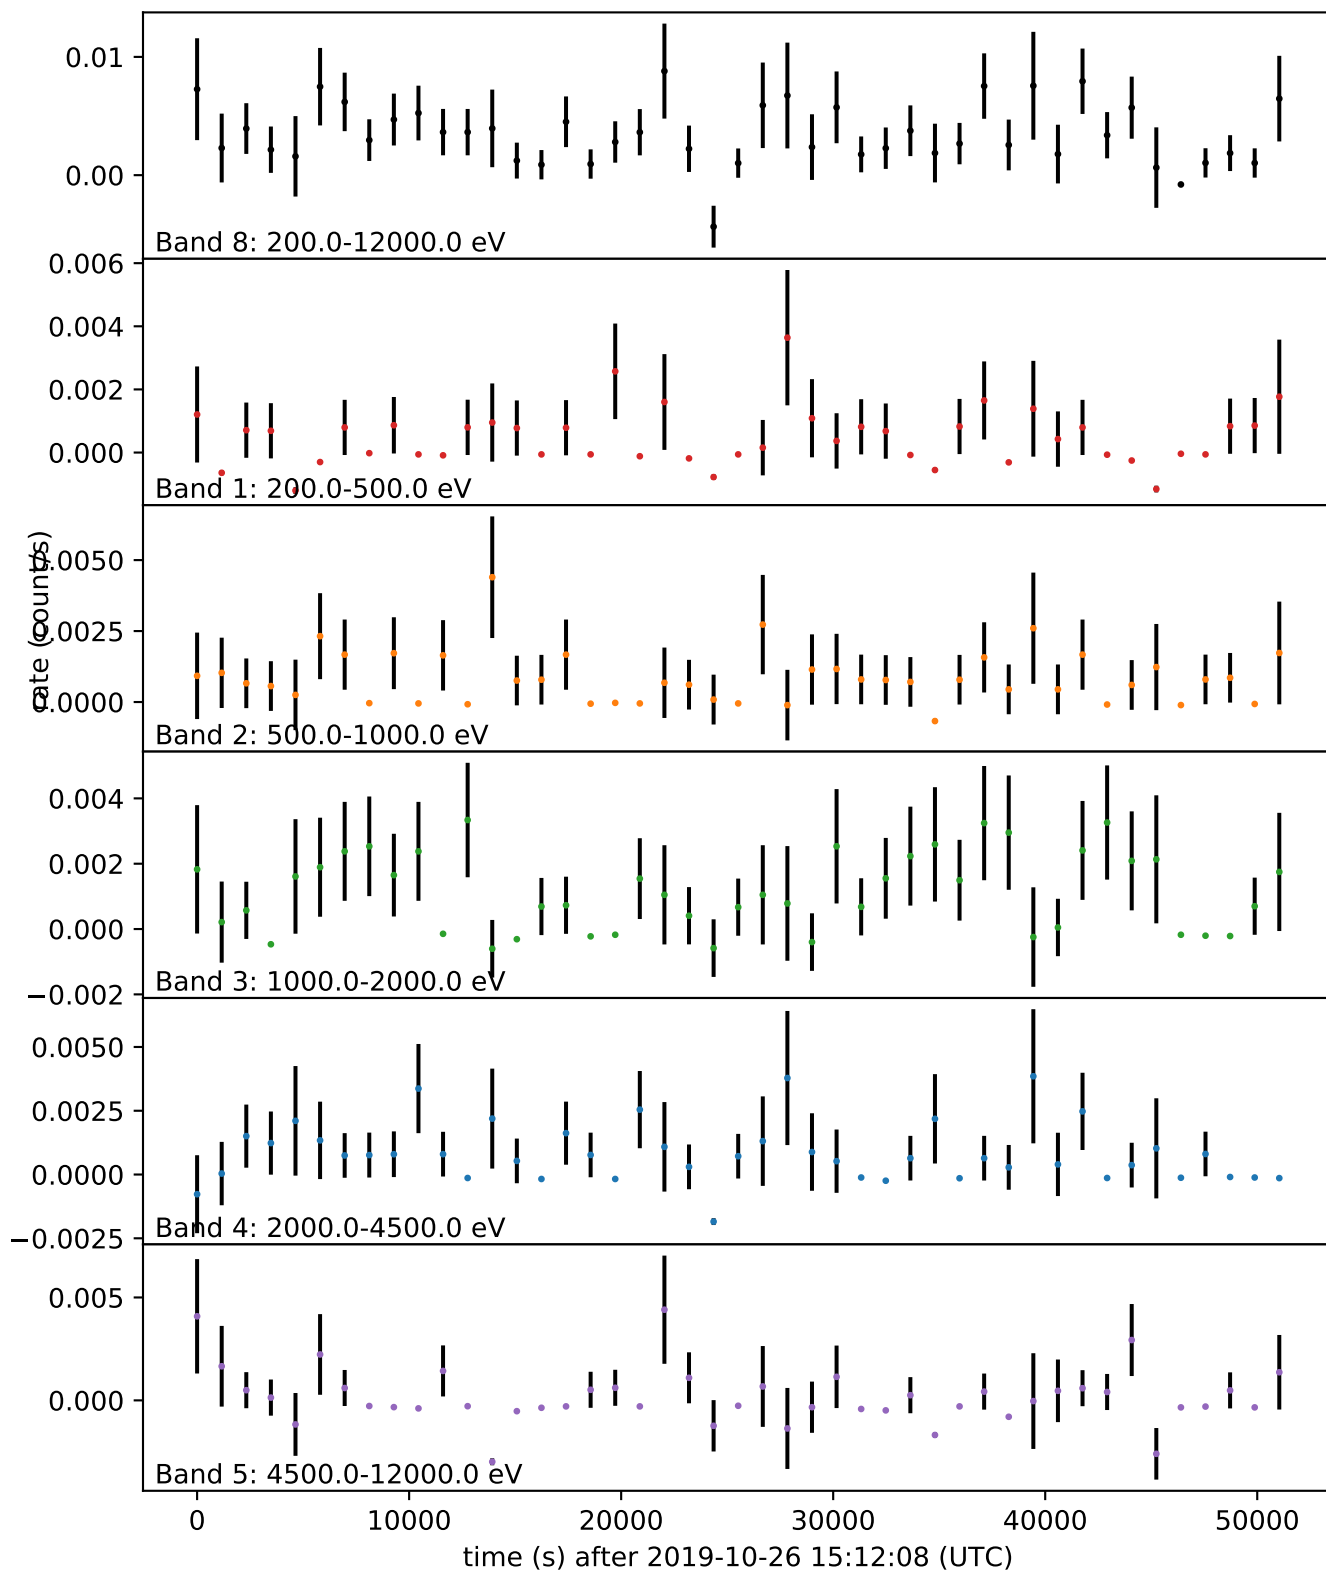 0.01
0.00
Band 8: 200.0-12000.0 eV
0.006
0.004
0.002
0.000
Band 1: 200.0-500.0 eV
rate (count/s)
0.0050
0.0025
0.0000
Band 2: 500.0-1000.0 eV
0.004
0.002
0.000
−0.002
Band 3: 1000.0-2000.0 eV
0.0050
0.0025
0.0000
−0.0025
Band 4: 2000.0-4500.0 eV
0.005
0.000
Band 5: 4500.0-12000.0 eV
0 10000 20000 30000 40000 50000
time (s) after 2019-10-26 15:12:08 (UTC)